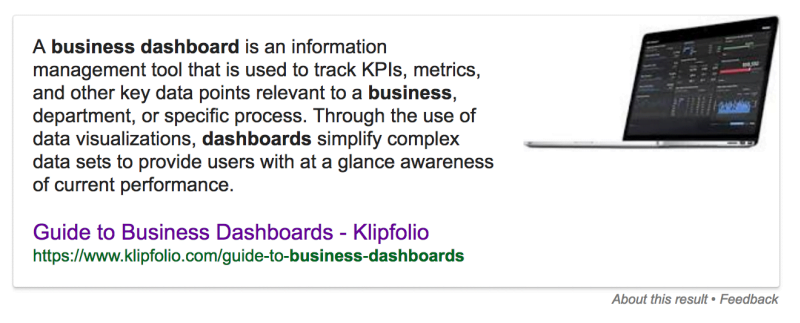 A business dashboard is an information
management tool that is used to track KPIs, metrics,
and other key data points relevant to a business,
department, or specific process. Through the use of
data visualizations, dashboards simplify complex
data sets to provide users with at a glance awareness
of current performance.
Guide to Business Dashboards - Klipfolio
https://www.klipfolio.com/guide-to-business-dashboards
About this result • Feedback